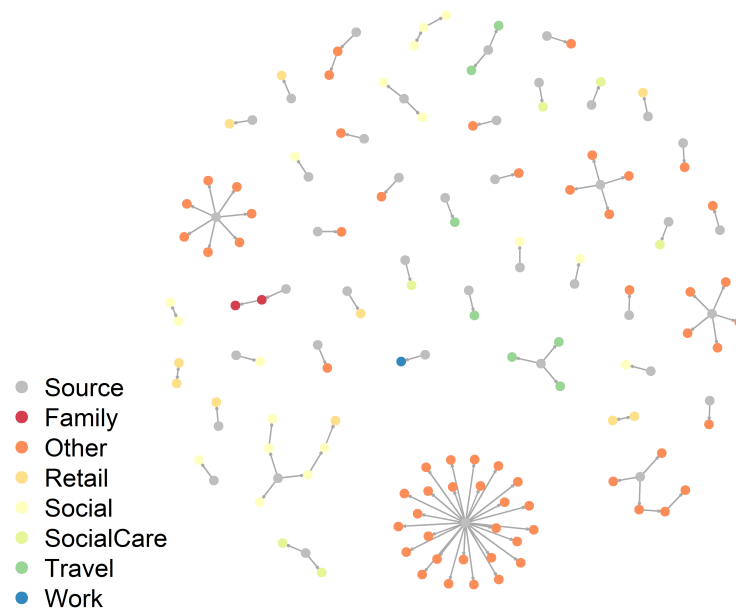 Source
Family
Other
Retail
Social
SocialCare
Travel
Work